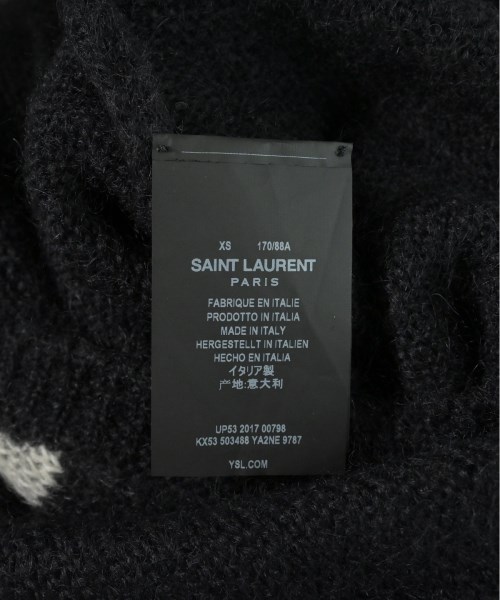 XS 170/88A
SAINT LAURENT
PARIS
FABRIQUE EN ITALIE
PRODOTTO IN ITALIA
MADE IN ITALY
HERGESTELLT IN ITALIEN
HECHO EN ITALIA
イタリア製
产地:意大利
UP53 2017 00798
KX53 503468 YA2NE 9787
YSL.COM